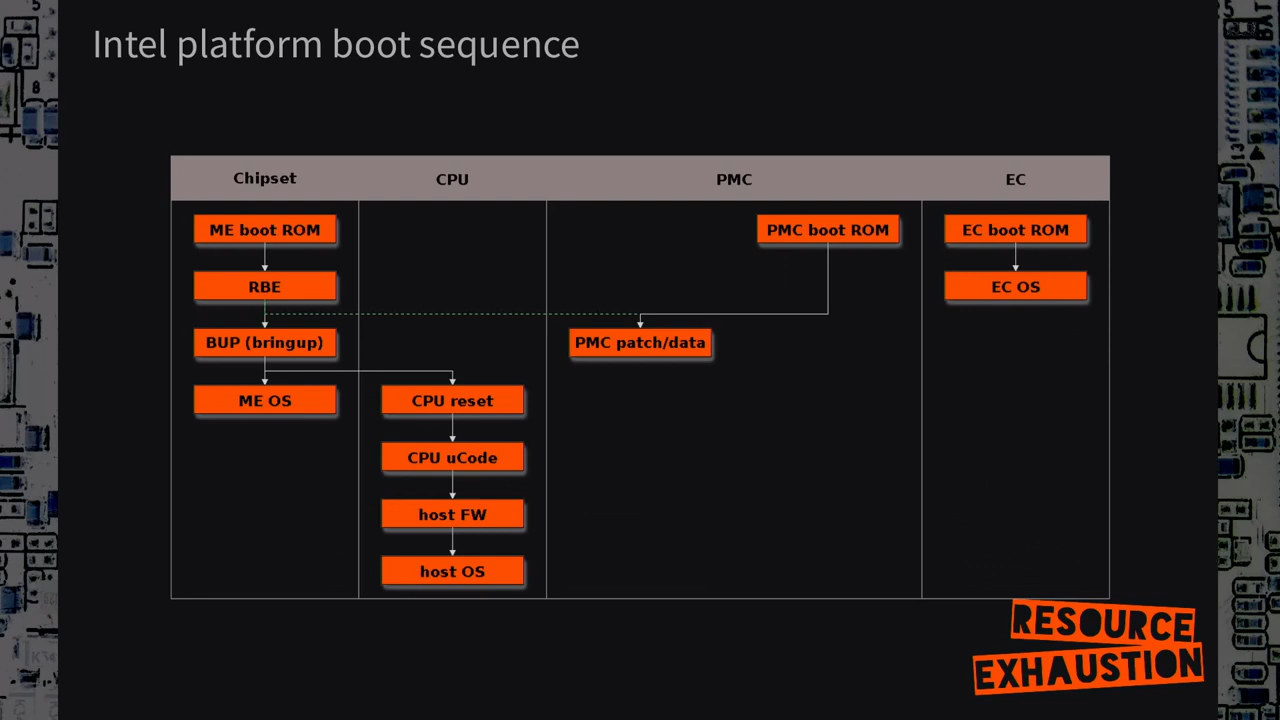 Intel platform boot sequence
Chipset
CPU
PMC
EC
ME boot ROM
PMC boot ROM
EC boot ROM
RBE
EC OS
BUP (bringup)
PMC patch/data
ME OS
CPU reset
CPU uCode
host FW
host OS
RESOURCE
EXHAUSTION